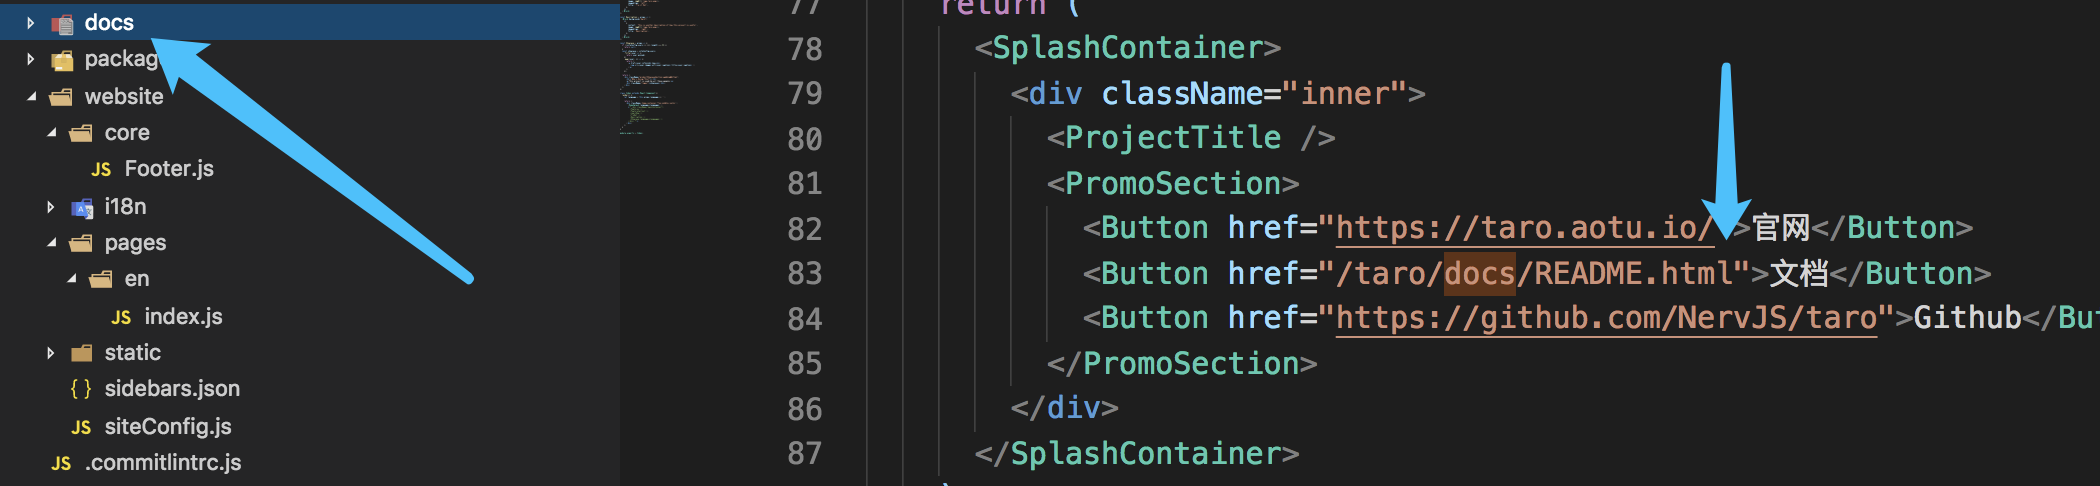 docs
packag
website
core
JS Footer.js
i18n
pages
en
JS index.js
static
{ } sidebars.json
JS siteConfig.js
JS .commitlintrc.js
77 return (
78 <SplashContainer>
79 <div className="inner">
80 <ProjectTitle />
81 <PromoSection>
82 <Button href="https://taro.aotu.io/">官网</Button>
83 <Button href="/taro/docs/README.html">文档</Button>
84 <Button href="https://github.com/NervJS/taro">Github</But
85 </PromoSection>
86 </div>
87 </SplashContainer>